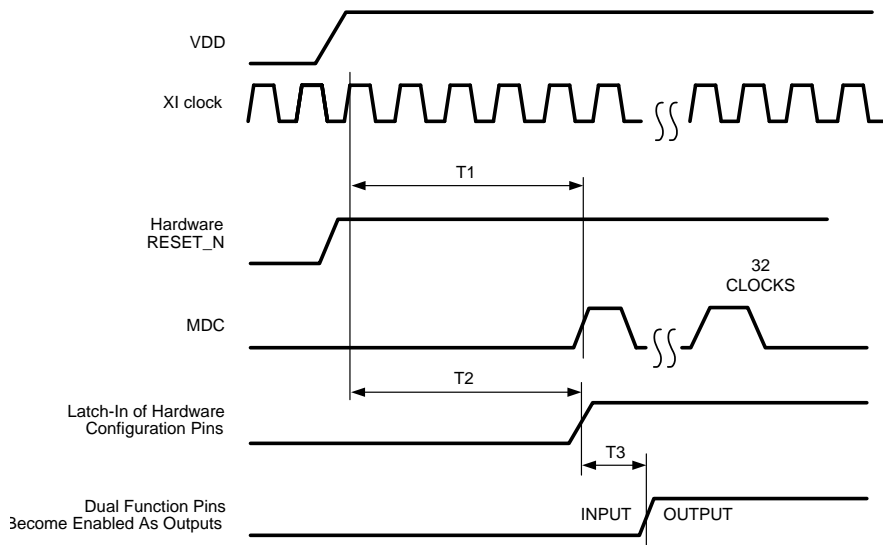 VDD
XI clock
T1
Hardware
RESET_N
32
CLOCKS
MDC
T2
Latch-In of Hardware
Configuration Pins
T3
Dual Function Pins
Become Enabled As Outputs
INPUT
OUTPUT